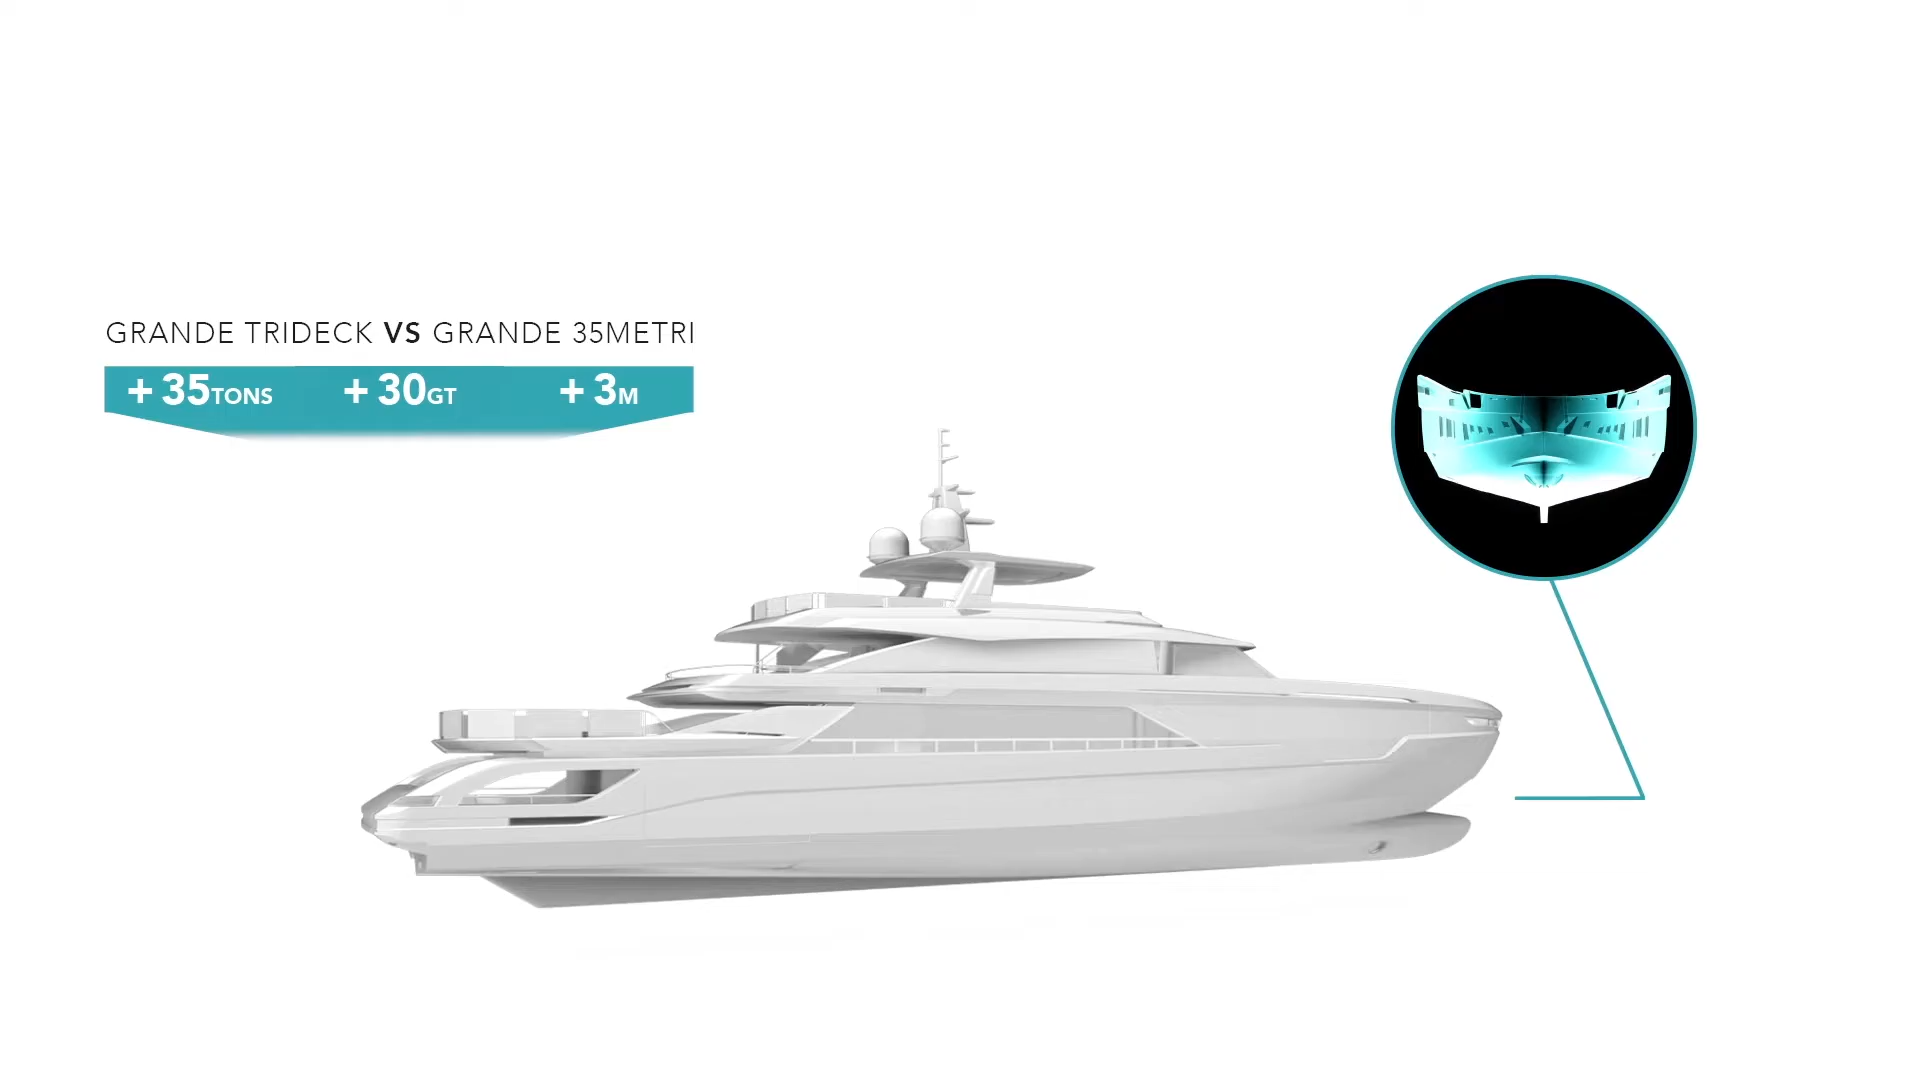 GRANDE TRIDECK VS GRANDE 35METRI
+ 35TONS + 30GT + 3M